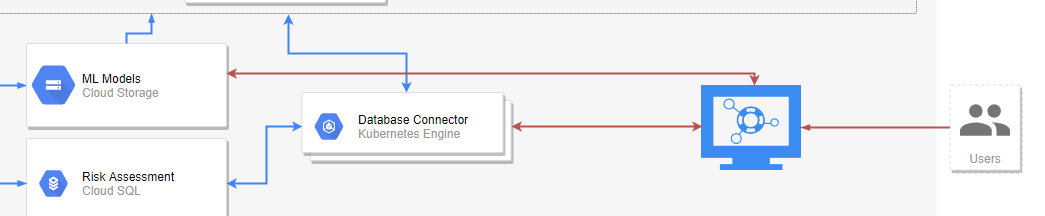 ML Models
Cloud Storage
Database Connector
Kubernetes Engine
Users
Risk Assessment
Cloud SQL